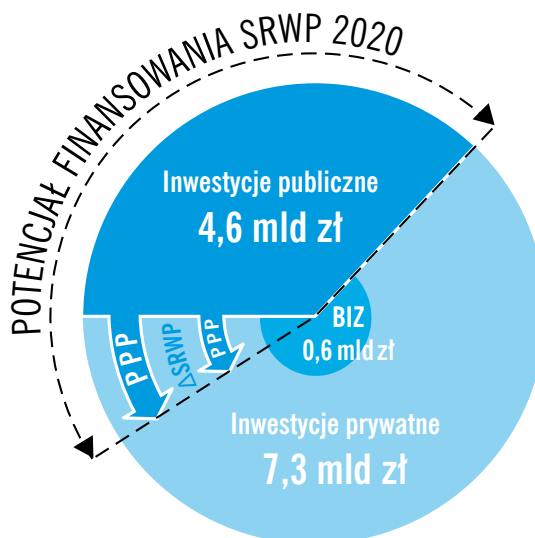 POTENCJAŁ FINANSOWANIA SRWP 2020
Inwestycje publiczne
4,6 mld zł
PPP
△SRWP
PPP
BIZ
0,6 mld zł
Inwestycje prywatne
7,3 mld zł